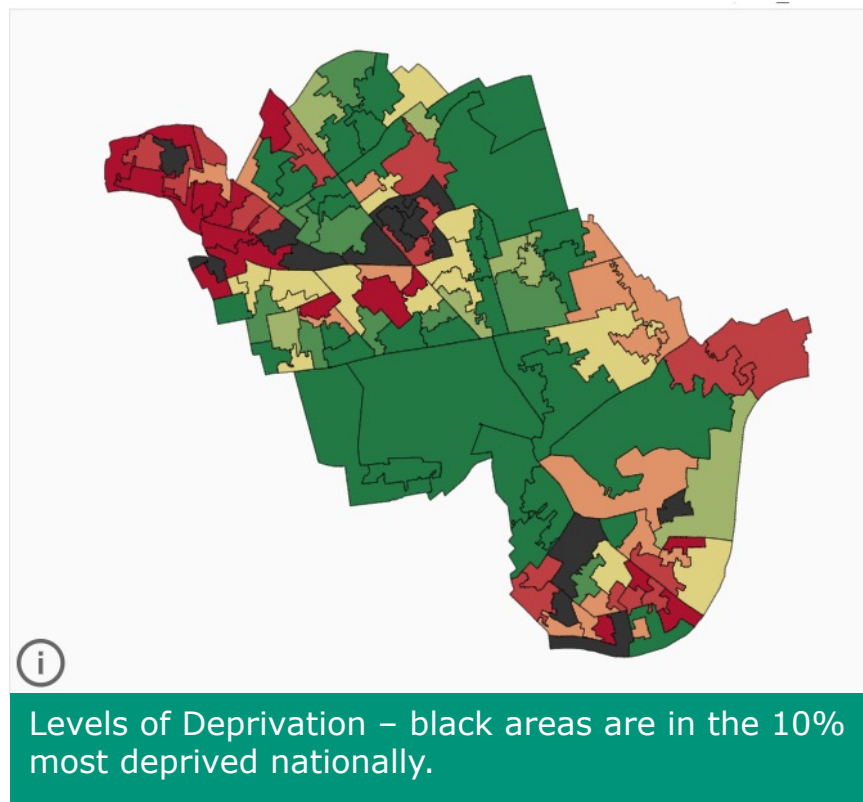 Levels of Deprivation – black areas are in the 10%
most deprived nationally.